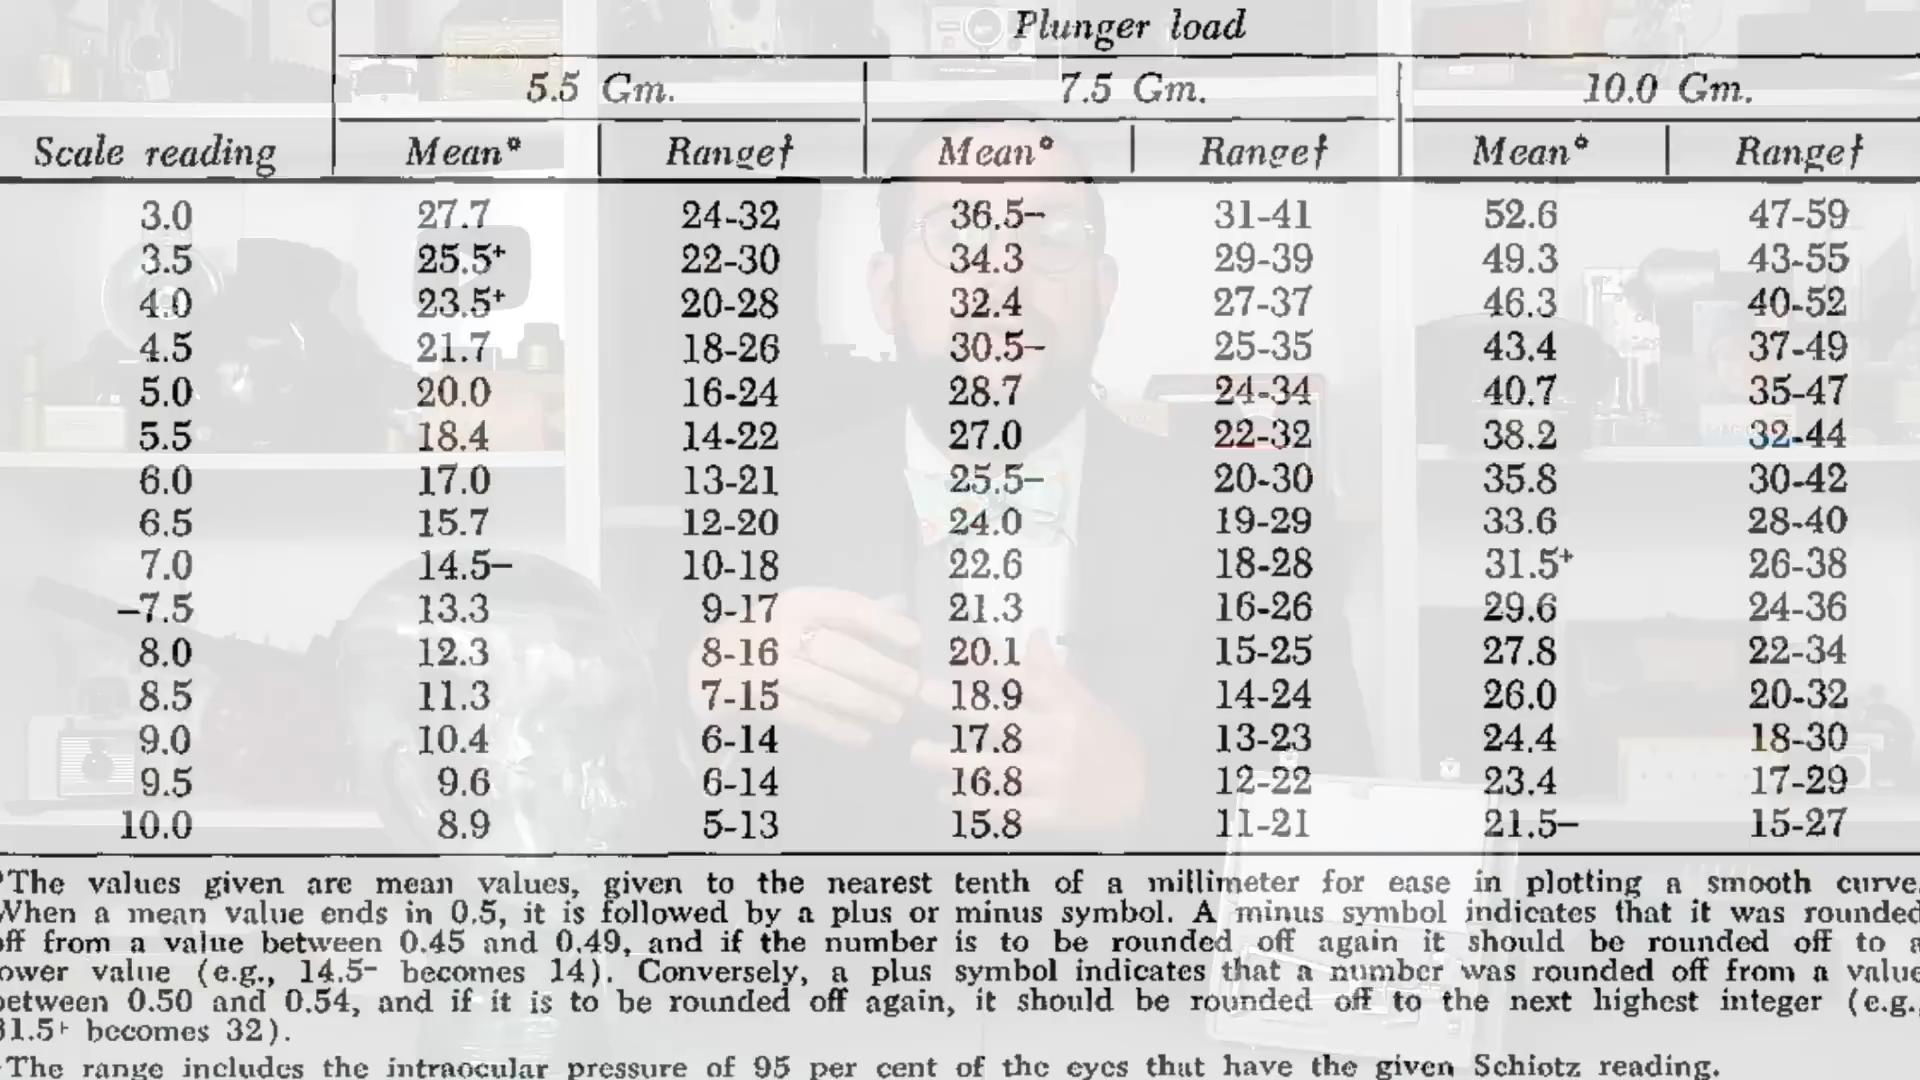 Plunger load
5.5 Gm. 7.5 Gm. 10.0 Gm.
Scale reading Mean* Range† Mean* Range† Mean* Range†
3.0 27.7 24-32 36.5– 31-41 52.6 47-59
3.5 25.5+ 22-30 34.3 29-39 49.3 43-55
4.0 23.5+ 20-28 32.4 27-37 46.3 40-52
4.5 21.7 18-26 30.5– 25-35 43.4 37-49
5.0 20.0 16-24 28.7 24-34 40.7 35-47
5.5 18.4 14-22 27.0 22-32 38.2 32-44
6.0 17.0 13-21 25.5– 20-30 35.8 30-42
6.5 15.7 12-20 24.0 19-29 33.6 28-40
7.0 14.5– 10-18 22.6 18-28 31.5+ 26-38
–7.5 13.3 9-17 21.3 16-26 29.6 24-36
8.0 12.3 8-16 20.1 15-25 27.8 22-34
8.5 11.3 7-15 18.9 14-24 26.0 20-32
9.0 10.4 6-14 17.8 13-23 24.4 18-30
9.5 9.6 6-14 16.8 12-22 23.4 17-29
10.0 8.9 5-13 15.8 11-21 21.5– 15-27
*The values given are mean values, given to the nearest tenth of a millimeter for ease in plotting a smooth curve.
When a mean value ends in 0.5, it is followed by a plus or minus symbol. A minus symbol indicates that it was rounded
off from a value between 0.45 and 0.49, and if the number is to be rounded off again it should be rounded off to a
lower value (e.g., 14.5– becomes 14). Conversely, a plus symbol indicates that a number was rounded off from a value
between 0.50 and 0.54, and if it is to be rounded off again, it should be rounded off to the next highest integer (e.g.,
31.5+ becomes 32).
The range includes the intraocular pressure of 95 per cent of the eyes that have the given Schiotz reading.